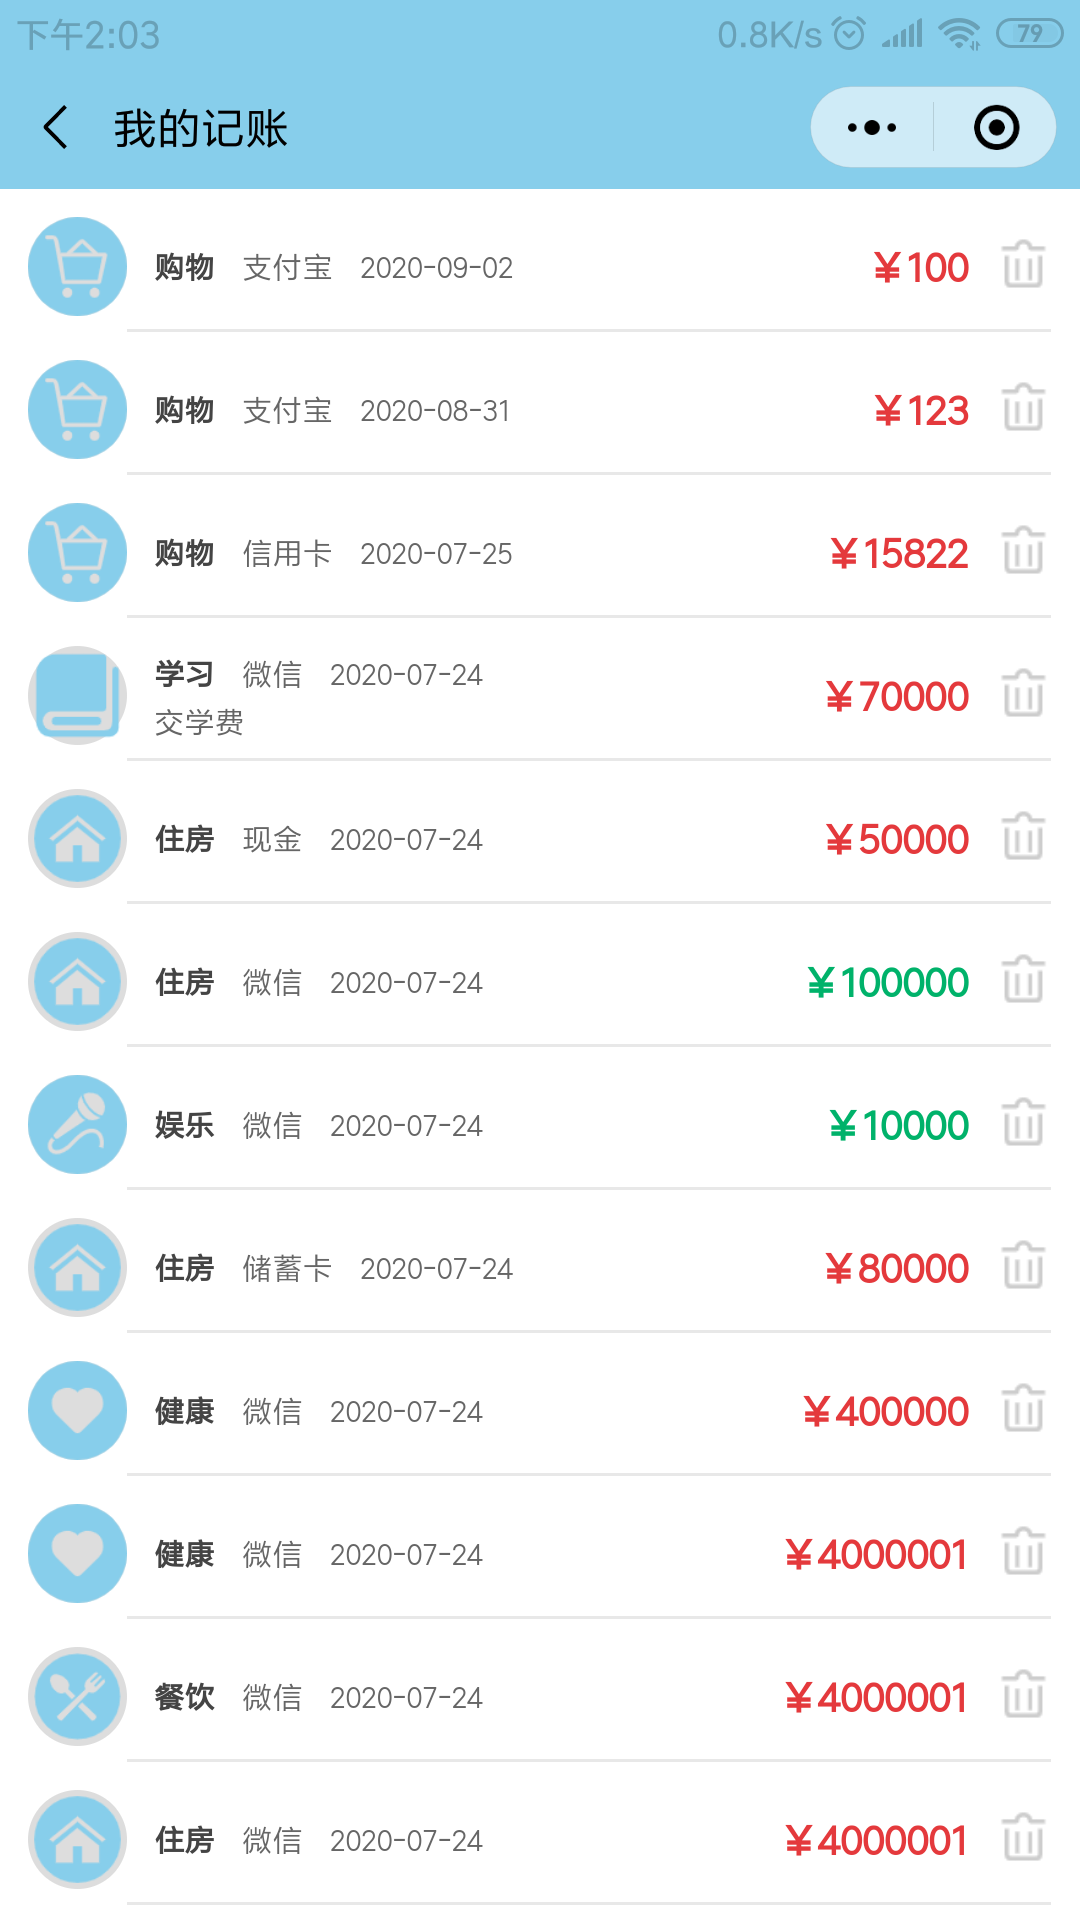 下午2:03 0.8K/s 79
我的记账
购物 支付宝 2020-09-02 ¥100
购物 支付宝 2020-08-31 ¥123
购物 信用卡 2020-07-25 ¥15822
学习 微信 2020-07-24 ¥70000
交学费
住房 现金 2020-07-24 ¥50000
住房 微信 2020-07-24 ¥100000
娱乐 微信 2020-07-24 ¥10000
住房 储蓄卡 2020-07-24 ¥80000
健康 微信 2020-07-24 ¥400000
健康 微信 2020-07-24 ¥4000001
餐饮 微信 2020-07-24 ¥4000001
住房 微信 2020-07-24 ¥4000001